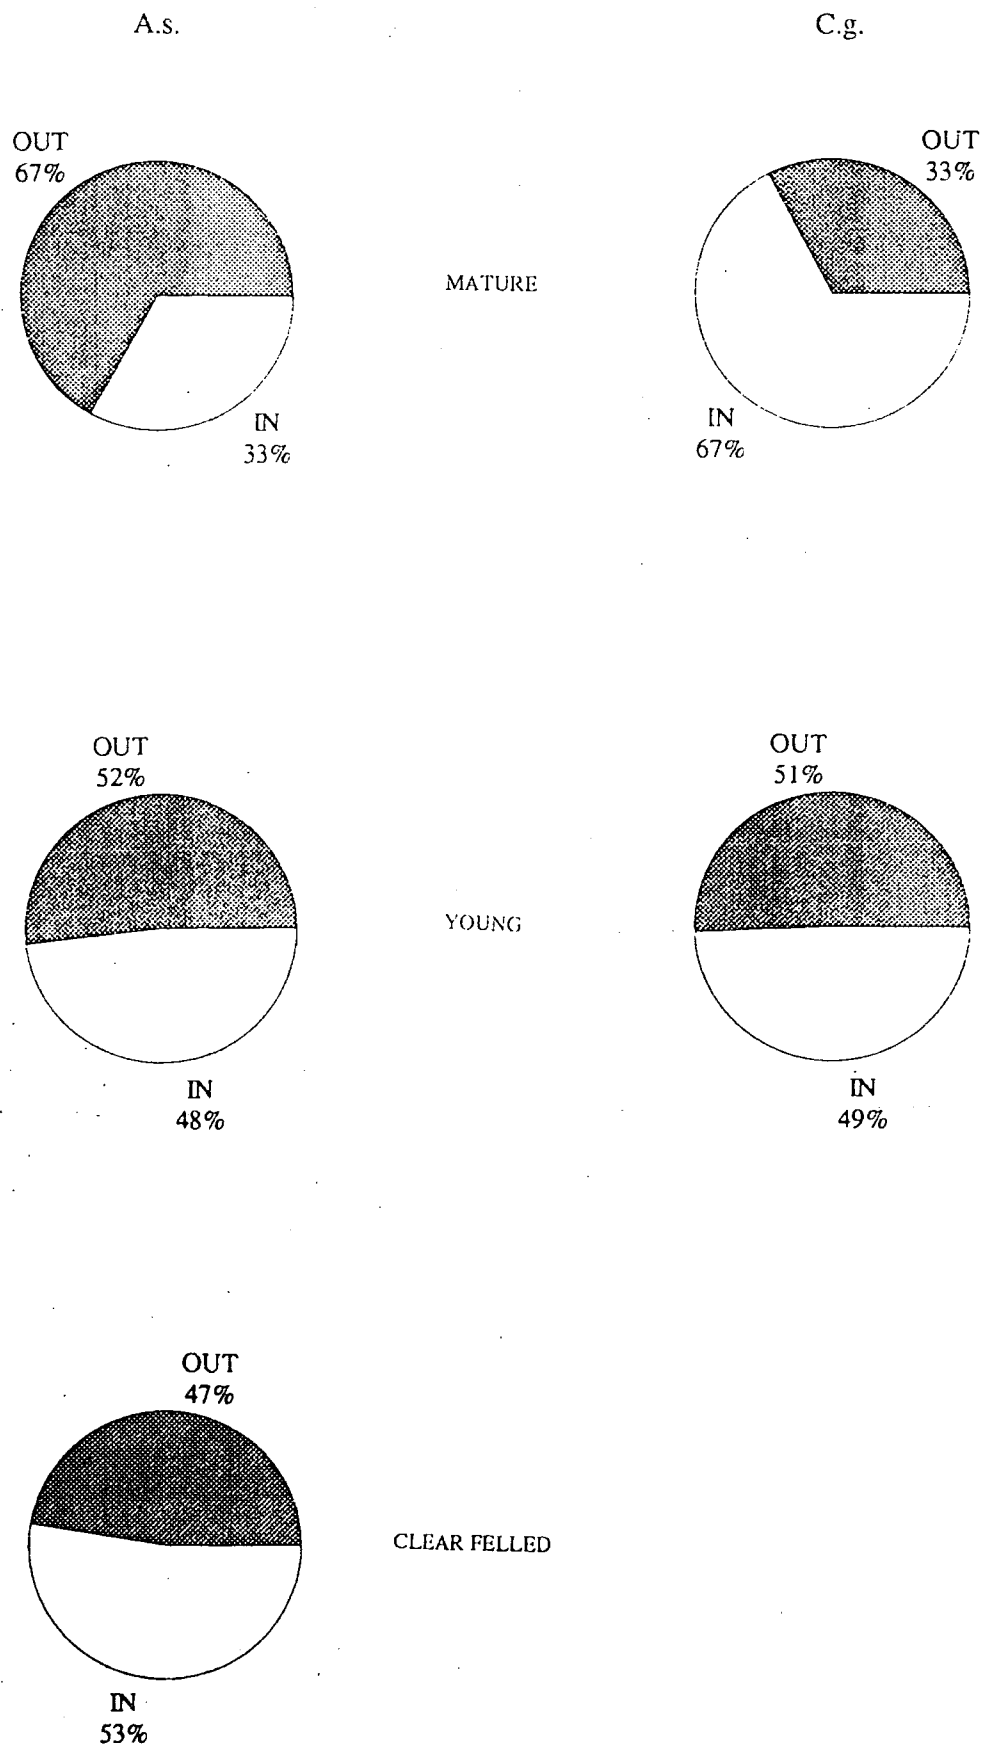 A.s.
C.g.
OUT
67%
OUT
33%
MATURE
IN
33%
IN
67%
OUT
52%
OUT
51%
YOUNG
IN
48%
IN
49%
OUT
47%
CLEAR FELLED
IN
53%